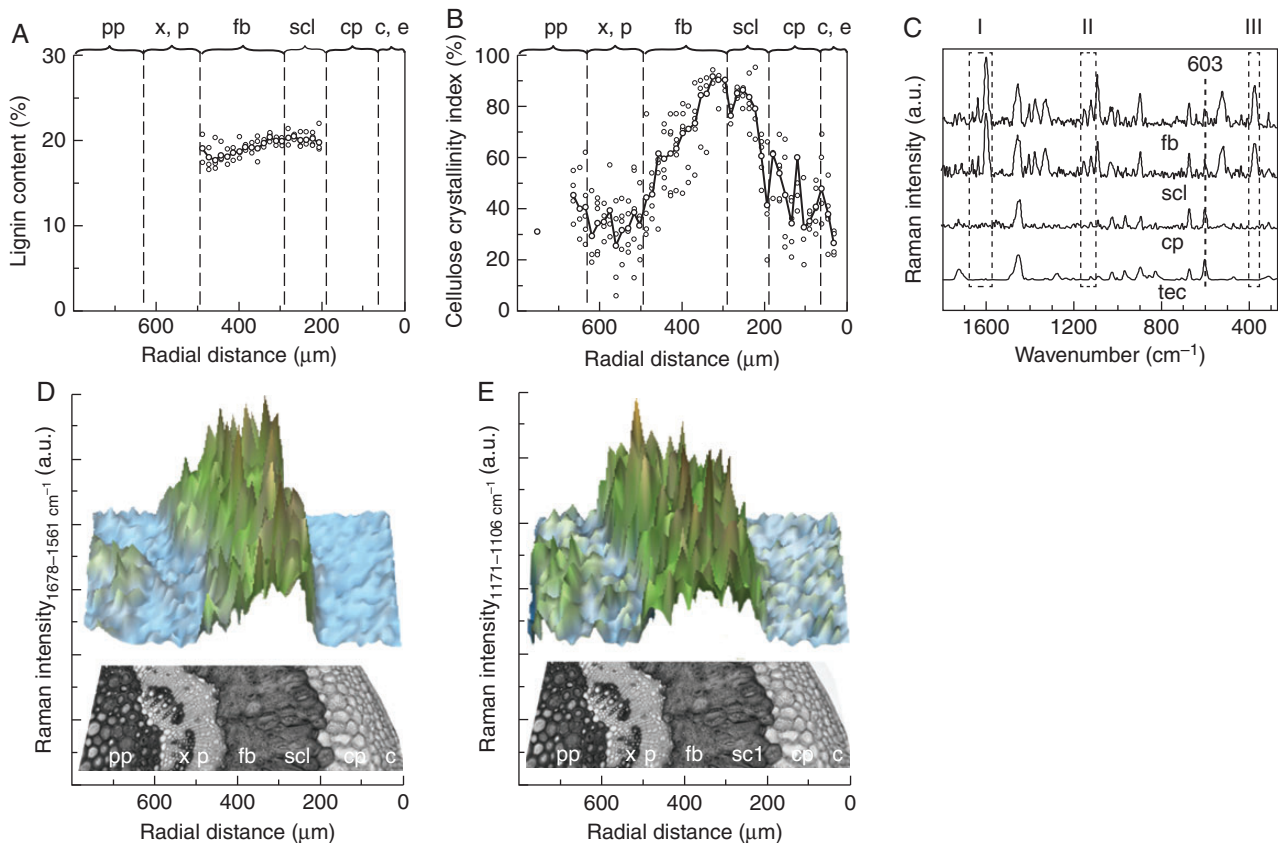 A
pp x, p fb scl cp c, e
30
20
10
0
Lignin content (%)
600 400 200 0
Radial distance (μm)
B
pp x, p fb scl cp c, e
100
80
60
40
20
0
Cellulose crystallinity index (%)
600 400 200 0
Radial distance (μm)
C
I II III
603
fb
scl
cp
tec
Raman intensity (a.u.)
1600 1200 800 400
Wavenumber (cm⁻¹)
D
Raman intensity1678–1561 cm⁻¹ (a.u.)
pp x p fb scl cp c
600 400 200 0
Radial distance (μm)
E
Raman intensity1171–1106 cm⁻¹ (a.u.)
pp x p fb sc1 cp c
600 400 200 0
Radial distance (μm)